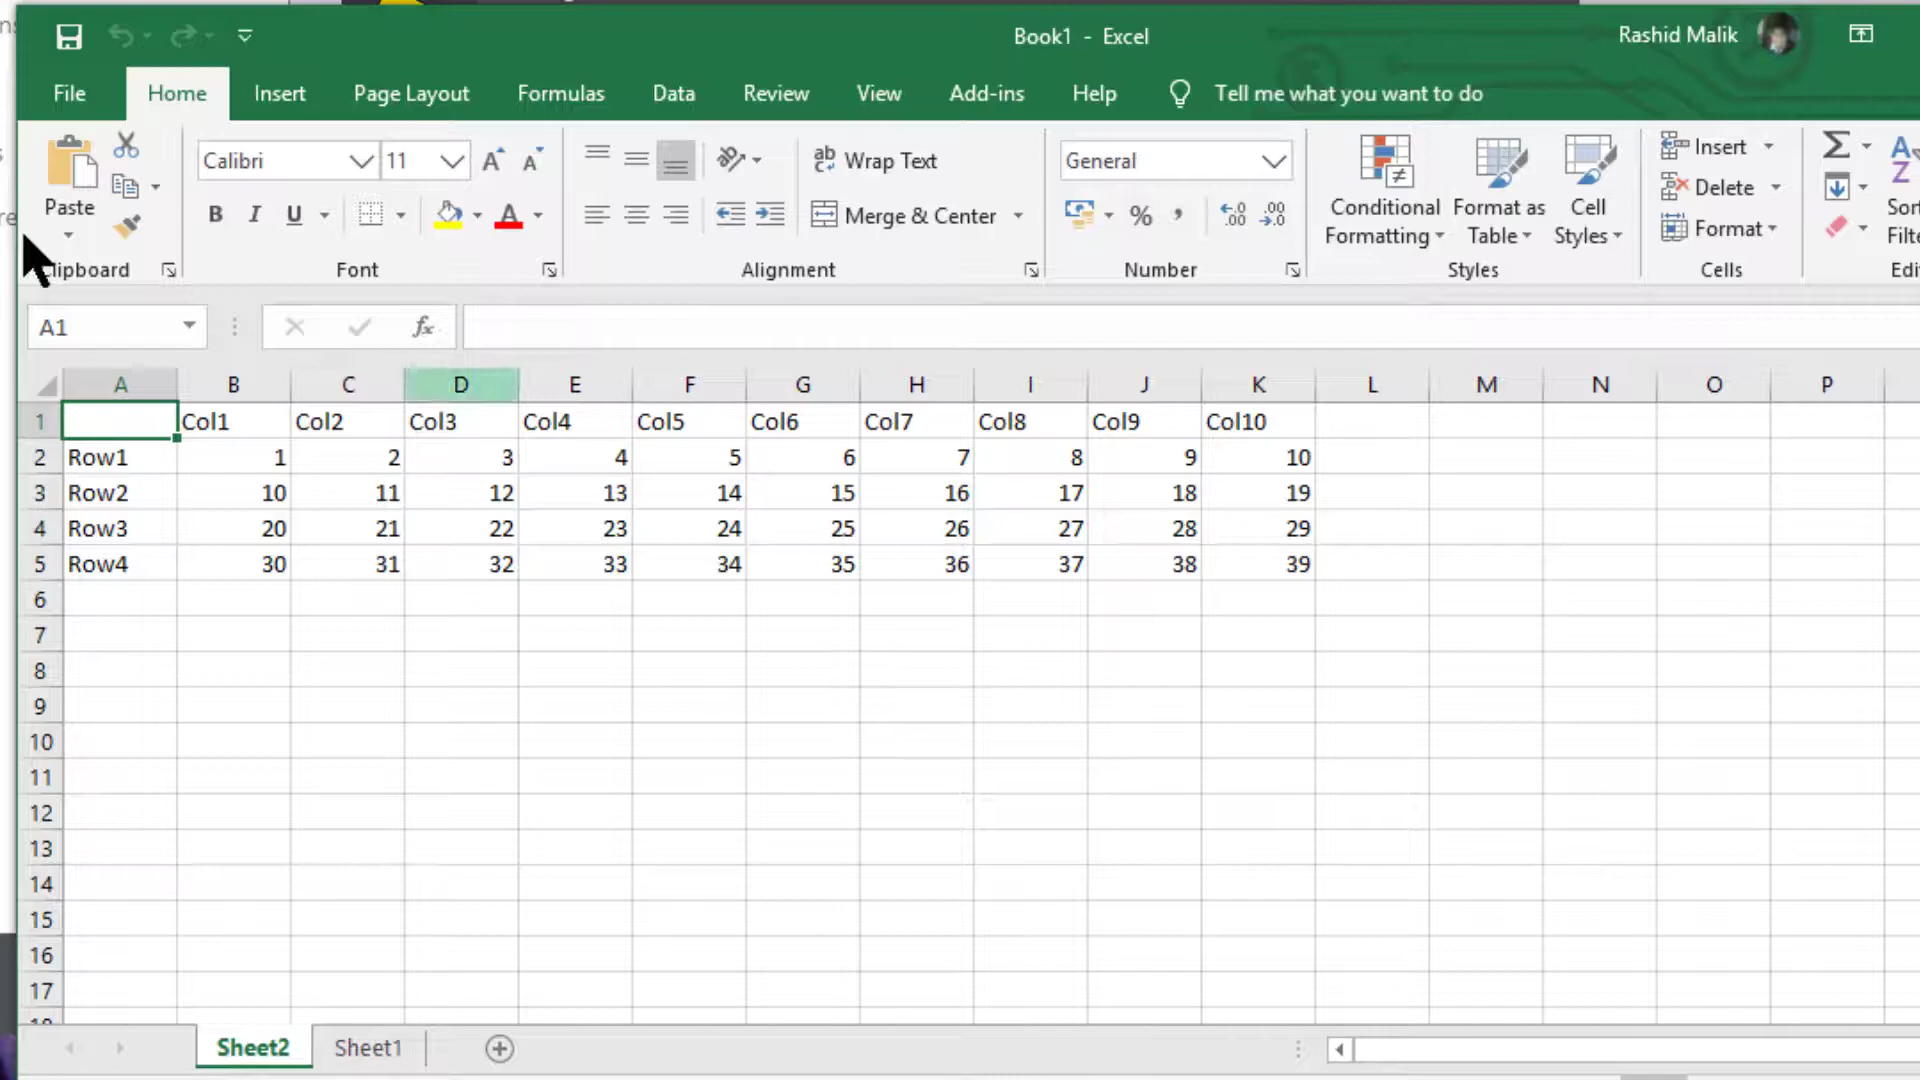 Book1 - Excel
Rashid Malik
File Home Insert Page Layout Formulas Data Review View Add-ins Help Tell me what you want to do
Calibri 11 ab Wrap Text General Insert
Delete
Paste Merge & Center % Conditional Format as Cell
Formatting Table Styles Format
Clipboard Font Alignment Number Styles Cells
A1 fx
A B C D E F G H I J K L M N O P
1 Col1 Col2 Col3 Col4 Col5 Col6 Col7 Col8 Col9 Col10
2 Row1 1 2 3 4 5 6 7 8 9 10
3 Row2 10 11 12 13 14 15 16 17 18 19
4 Row3 20 21 22 23 24 25 26 27 28 29
5 Row4 30 31 32 33 34 35 36 37 38 39
6
7
8
9
10
11
12
13
14
15
16
17
Sheet2 Sheet1